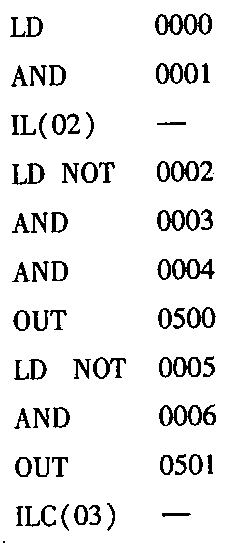 LD 0000
AND 0001
IL(02) —
LD NOT 0002
AND 0003
AND 0004
OUT 0500
LD NOT 0005
AND 0006
OUT 0501
ILC(03) —